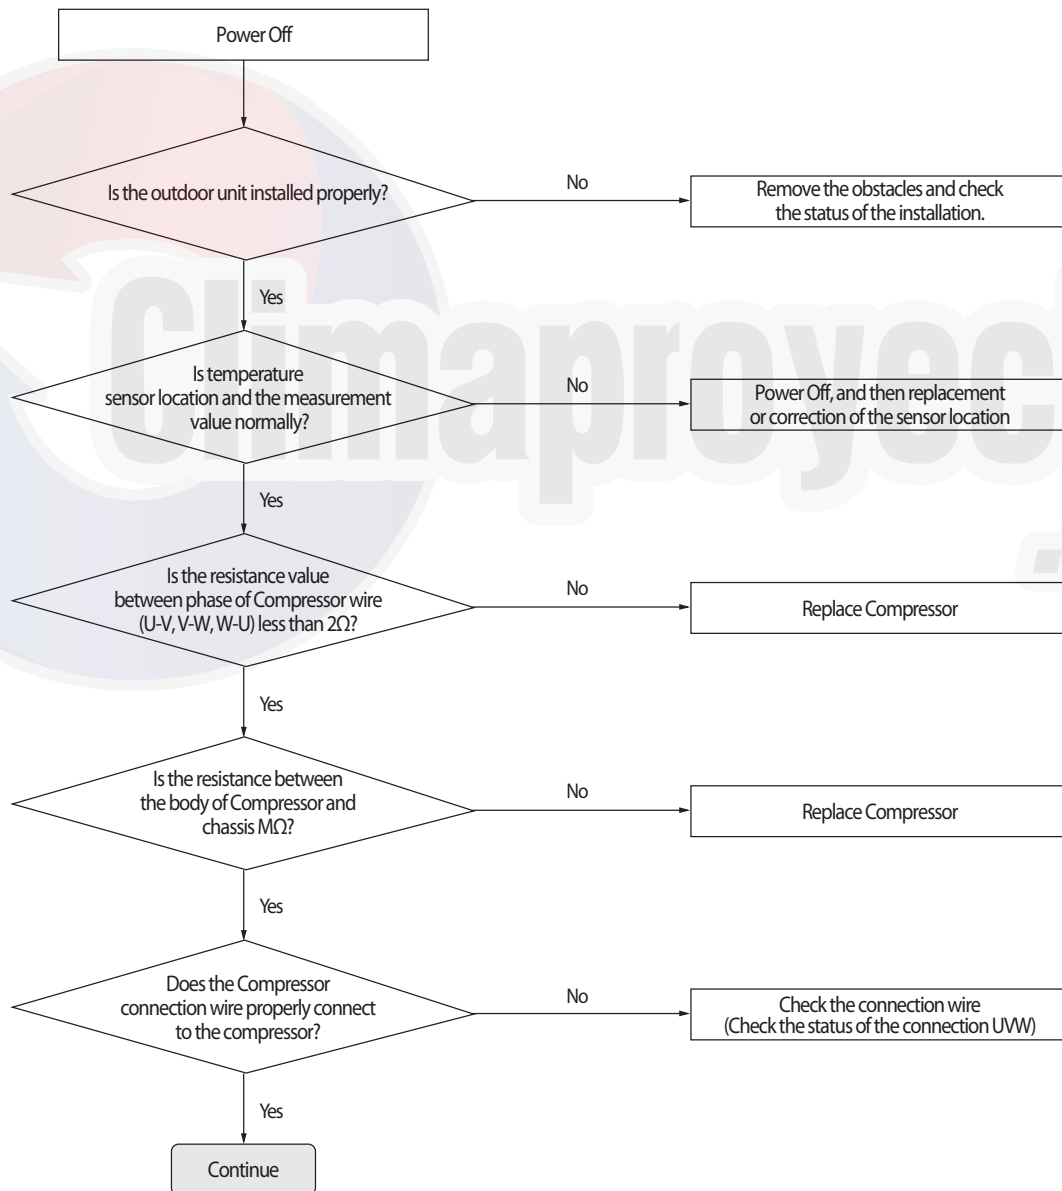 Power Off
Is the outdoor unit installed properly?
No
Remove the obstacles and check
the status of the installation.
Yes
Is temperature
sensor location and the measurement
value normally?
No
Power Off, and then replacement
or correction of the sensor location
Yes
Is the resistance value
between phase of Compressor wire
(U-V, V-W, W-U) less than 2Ω?
No
Replace Compressor
Yes
Is the resistance between
the body of Compressor and
chassis MΩ?
No
Replace Compressor
Yes
Does the Compressor
connection wire properly connect
to the compressor?
No
Check the connection wire
(Check the status of the connection UVW)
Yes
Continue
Climaproyec